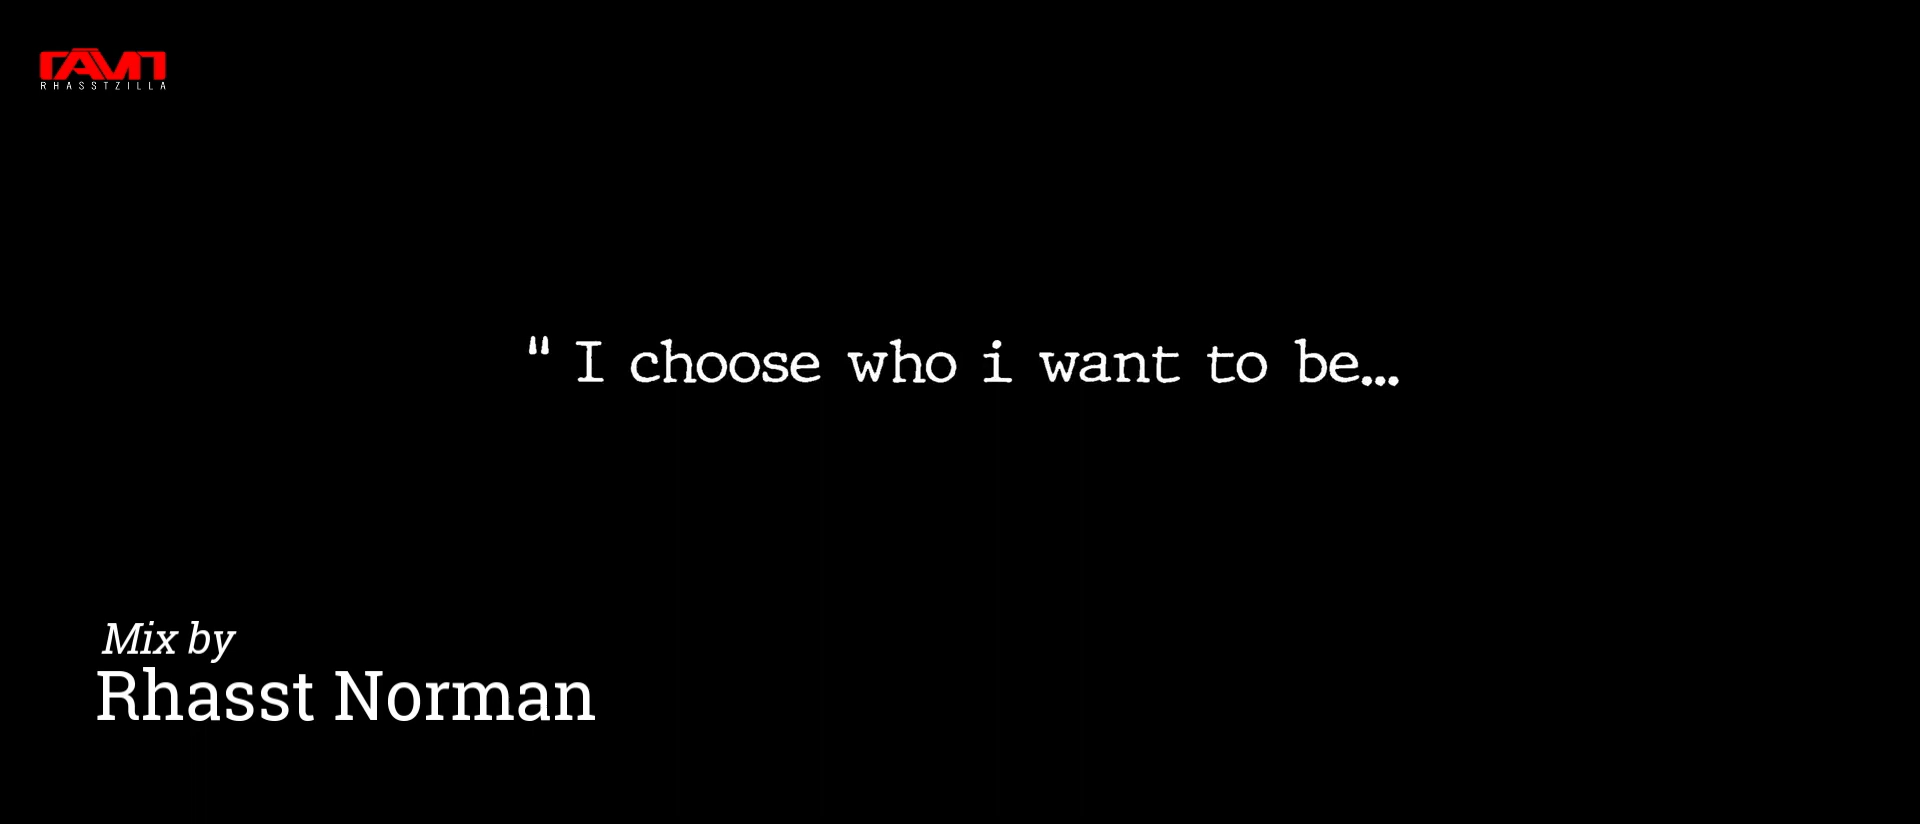 RHASSTZILLA
" I choose who i want to be...
Mix by
Rhasst Norman